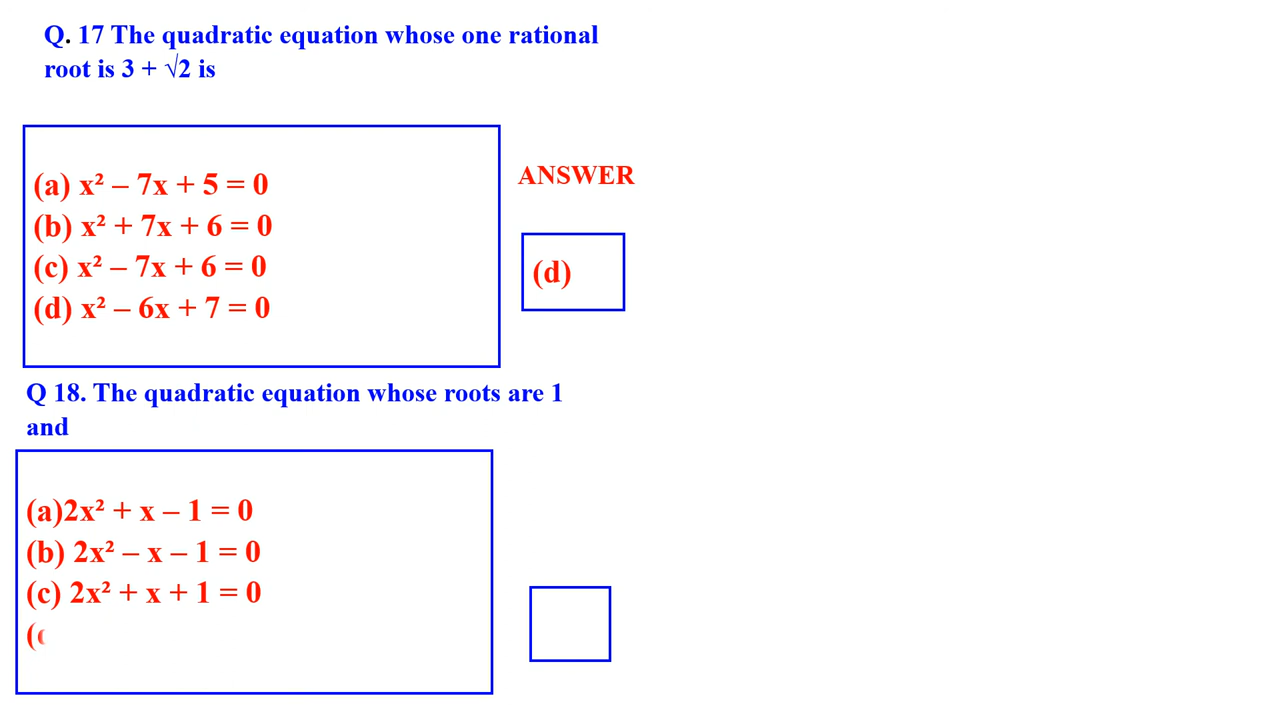 Q. 17 The quadratic equation whose one rational
root is 3 + √2 is
(a) x² – 7x + 5 = 0
(b) x² + 7x + 6 = 0
(c) x² – 7x + 6 = 0
(d) x² – 6x + 7 = 0
ANSWER
(d)
Q 18. The quadratic equation whose roots are 1
and
(a)2x² + x – 1 = 0
(b) 2x² – x – 1 = 0
(c) 2x² + x + 1 = 0
(